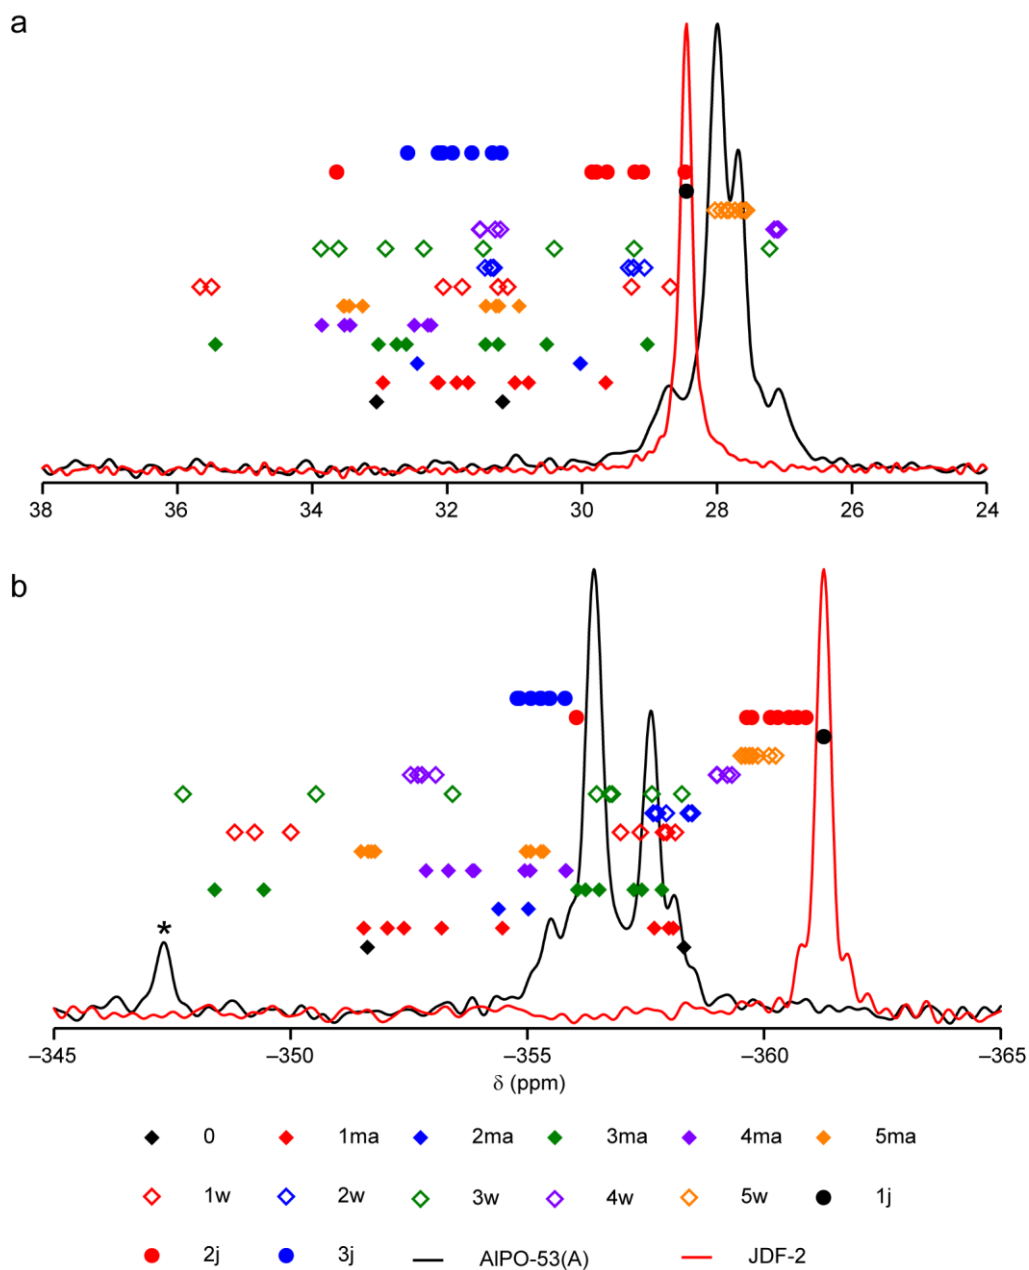 a
38 36 34 32 30 28 26 24
b
*
–345 –350 –355 –360 –365
δ (ppm)
0 1ma 2ma 3ma 4ma 5ma
1w 2w 3w 4w 5w 1j
2j 3j AlPO-53(A) JDF-2